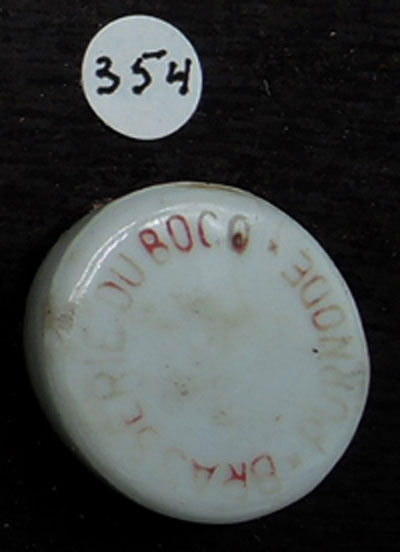 354
BRASSERIE DU BOCQ * PURNODE *